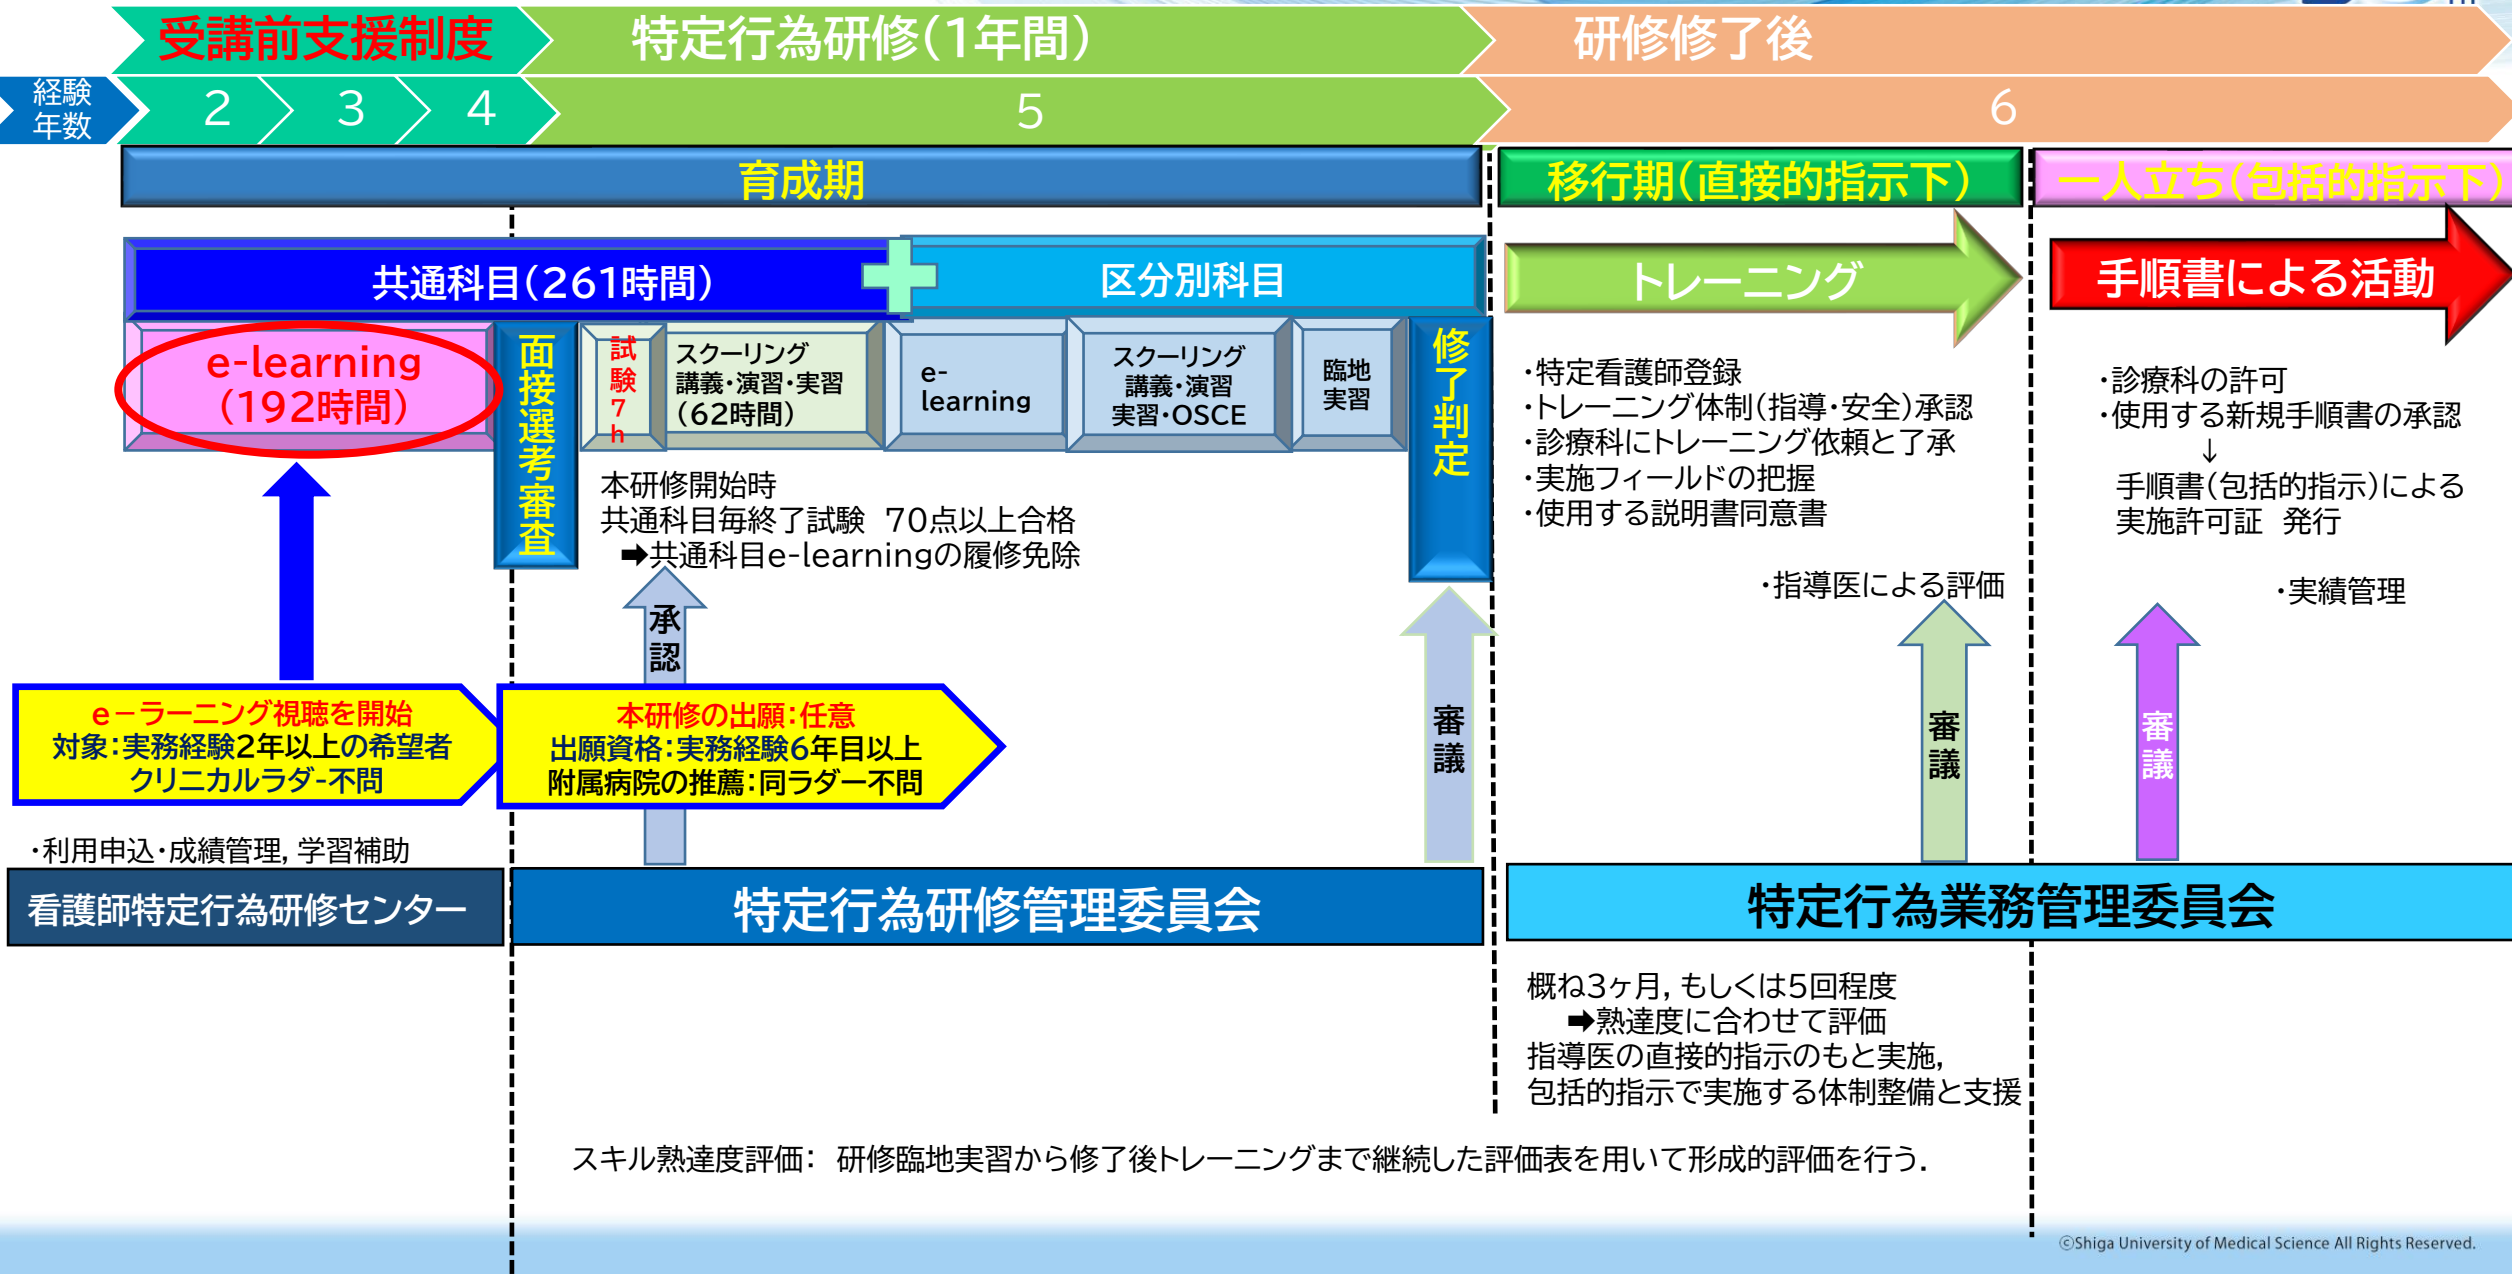 受講前支援制度
特定行為研修(1年間)
研修修了後
経験
年数
2
3
4
5
6
育成期
移行期(直接的指示下)
一人立ち(包括的指示下)
共通科目(261時間)
区分別科目
トレーニング
手順書による活動
e-learning
(192時間)
面接選考審査
試験7h
スクーリング
講義・演習・実習
(62時間)
e-
learning
スクーリング
講義・演習
実習・OSCE
臨地
実習
修了判定
・特定看護師登録
・トレーニング体制(指導・安全)承認
・診療科にトレーニング依頼と了承
・実施フィールドの把握
・使用する説明書同意書
・指導医による評価
・診療科の許可
・使用する新規手順書の承認
↓
手順書(包括的指示)による
実施許可証 発行
・実績管理
本研修開始時
共通科目毎終了試験 70点以上合格
➡共通科目e-learningの履修免除
承認
審議
審議
審議
e-ラーニング視聴を開始
対象:実務経験2年以上の希望者
クリニカルラダ-不問
本研修の出願:任意
出願資格:実務経験6年目以上
附属病院の推薦:同ラダー不問
・利用申込・成績管理, 学習補助
看護師特定行為研修センター
特定行為研修管理委員会
特定行為業務管理委員会
概ね3ヶ月, もしくは5回程度
➡熟達度に合わせて評価
指導医の直接的指示のもと実施,
包括的指示で実施する体制整備と支援
スキル熟達度評価: 研修臨地実習から修了後トレーニングまで継続した評価表を用いて形成的評価を行う.
©Shiga University of Medical Science All Rights Reserved.